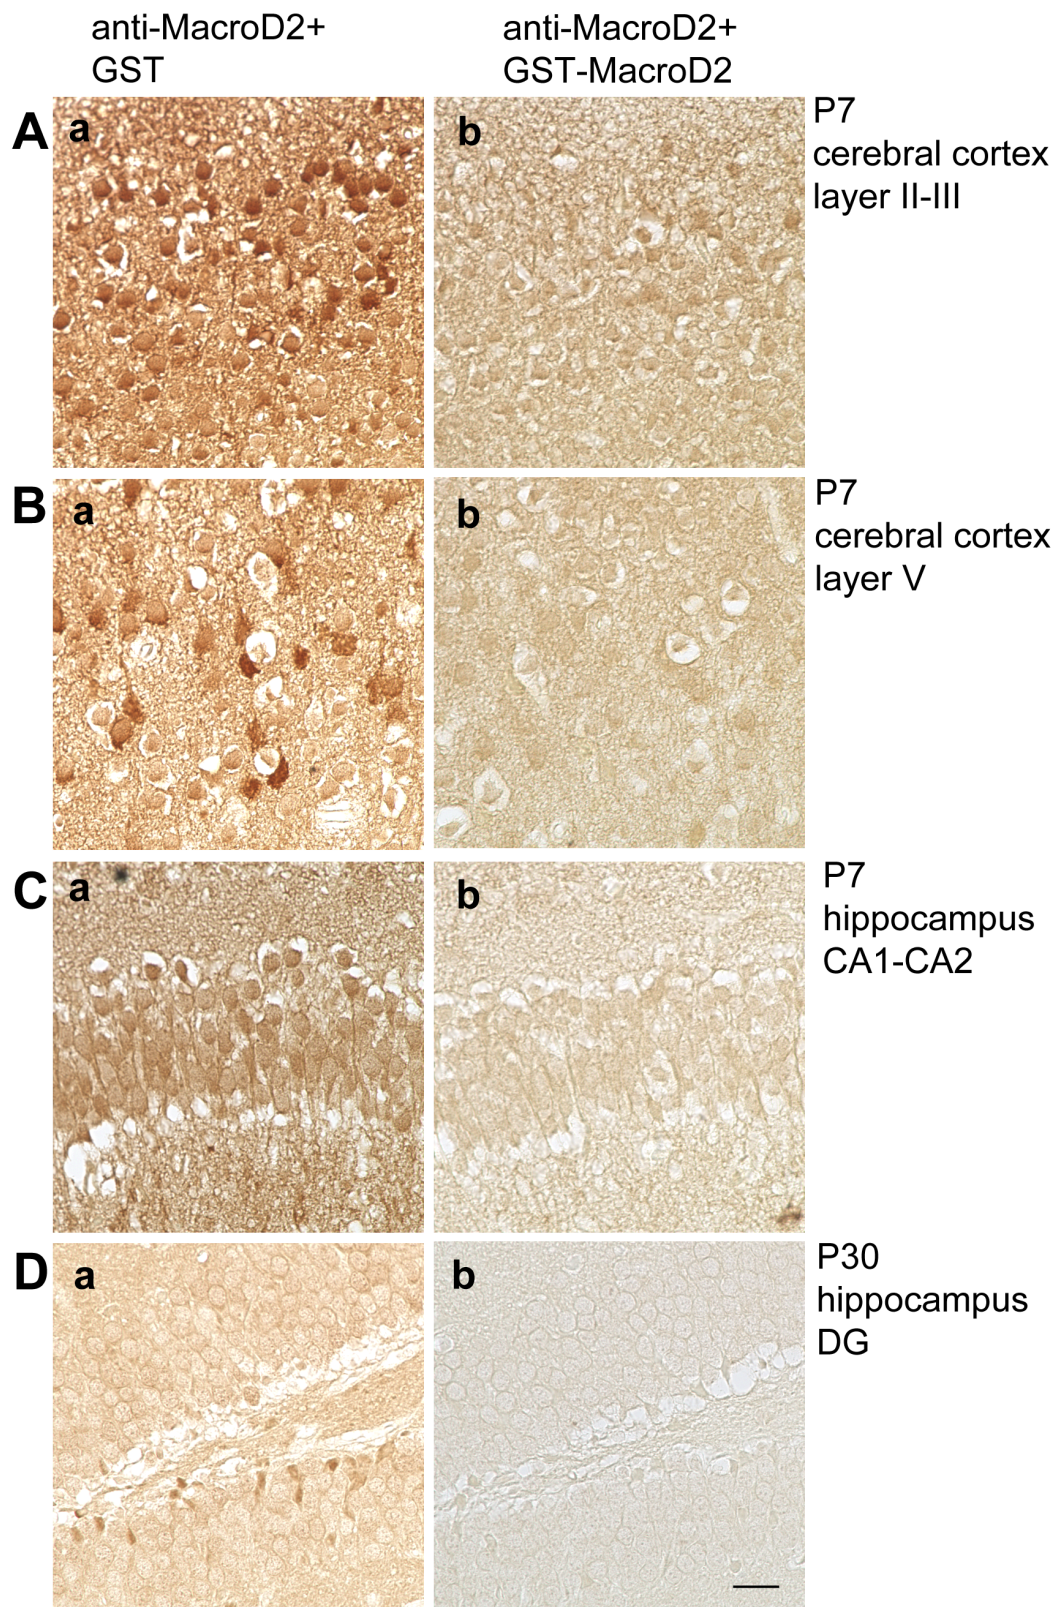 anti-MacroD2+
GST
anti-MacroD2+
GST-MacroD2
A
a
b
P7
cerebral cortex
layer II-III
B
a
b
P7
cerebral cortex
layer V
C
a
b
P7
hippocampus
CA1-CA2
D
a
b
P30
hippocampus
DG